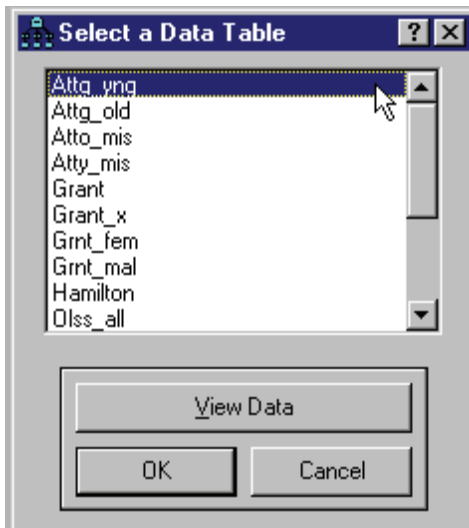 Select a Data Table
Attg_yng
Attg_old
Atto_mis
Atty_mis
Grant
Grant_x
Grnt_fem
Grnt_mal
Hamilton
Olss_all
View Data
OK Cancel